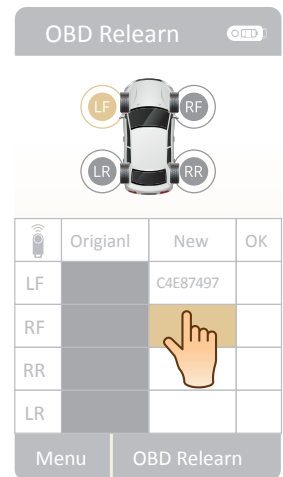 OBD Relearn
LF RF
LR RR
Origianl New OK
LF C4E87497
RF
RR
LR
Menu OBD Relearn